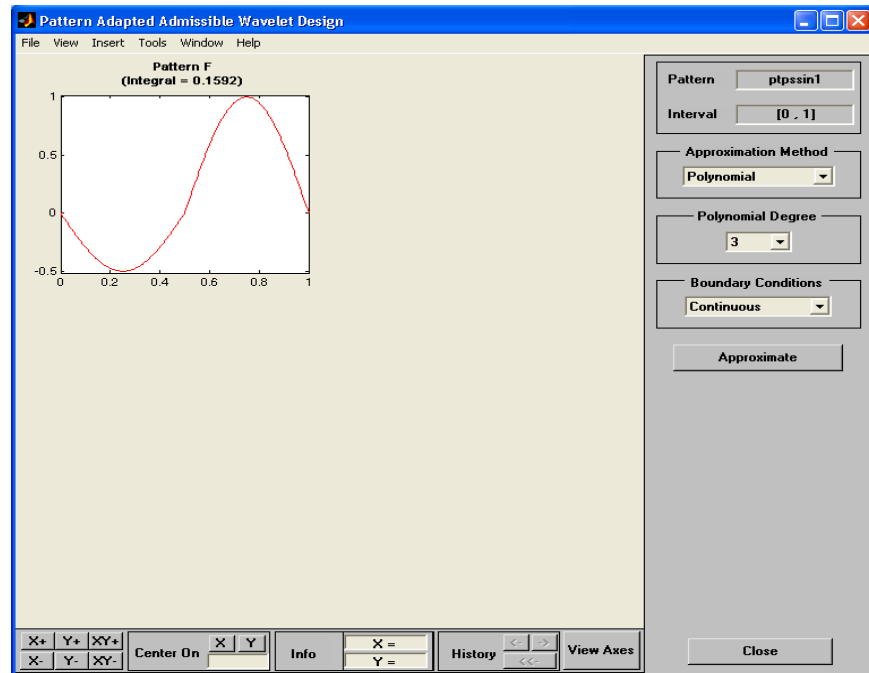 Pattern Adapted Admissible Wavelet Design
File View Insert Tools Window Help
Pattern F
(Integral = 0.1592)
1
0.5
0
-0.5
0 0.2 0.4 0.6 0.8 1
Pattern ptpssin1
Interval [0 , 1]
Approximation Method
Polynomial
Polynomial Degree
3
Boundary Conditions
Continuous
Approximate
X+ Y+ XY+
X- Y- XY-
Center On X Y
Info X =
Y =
History <- ->
<<-
View Axes
Close